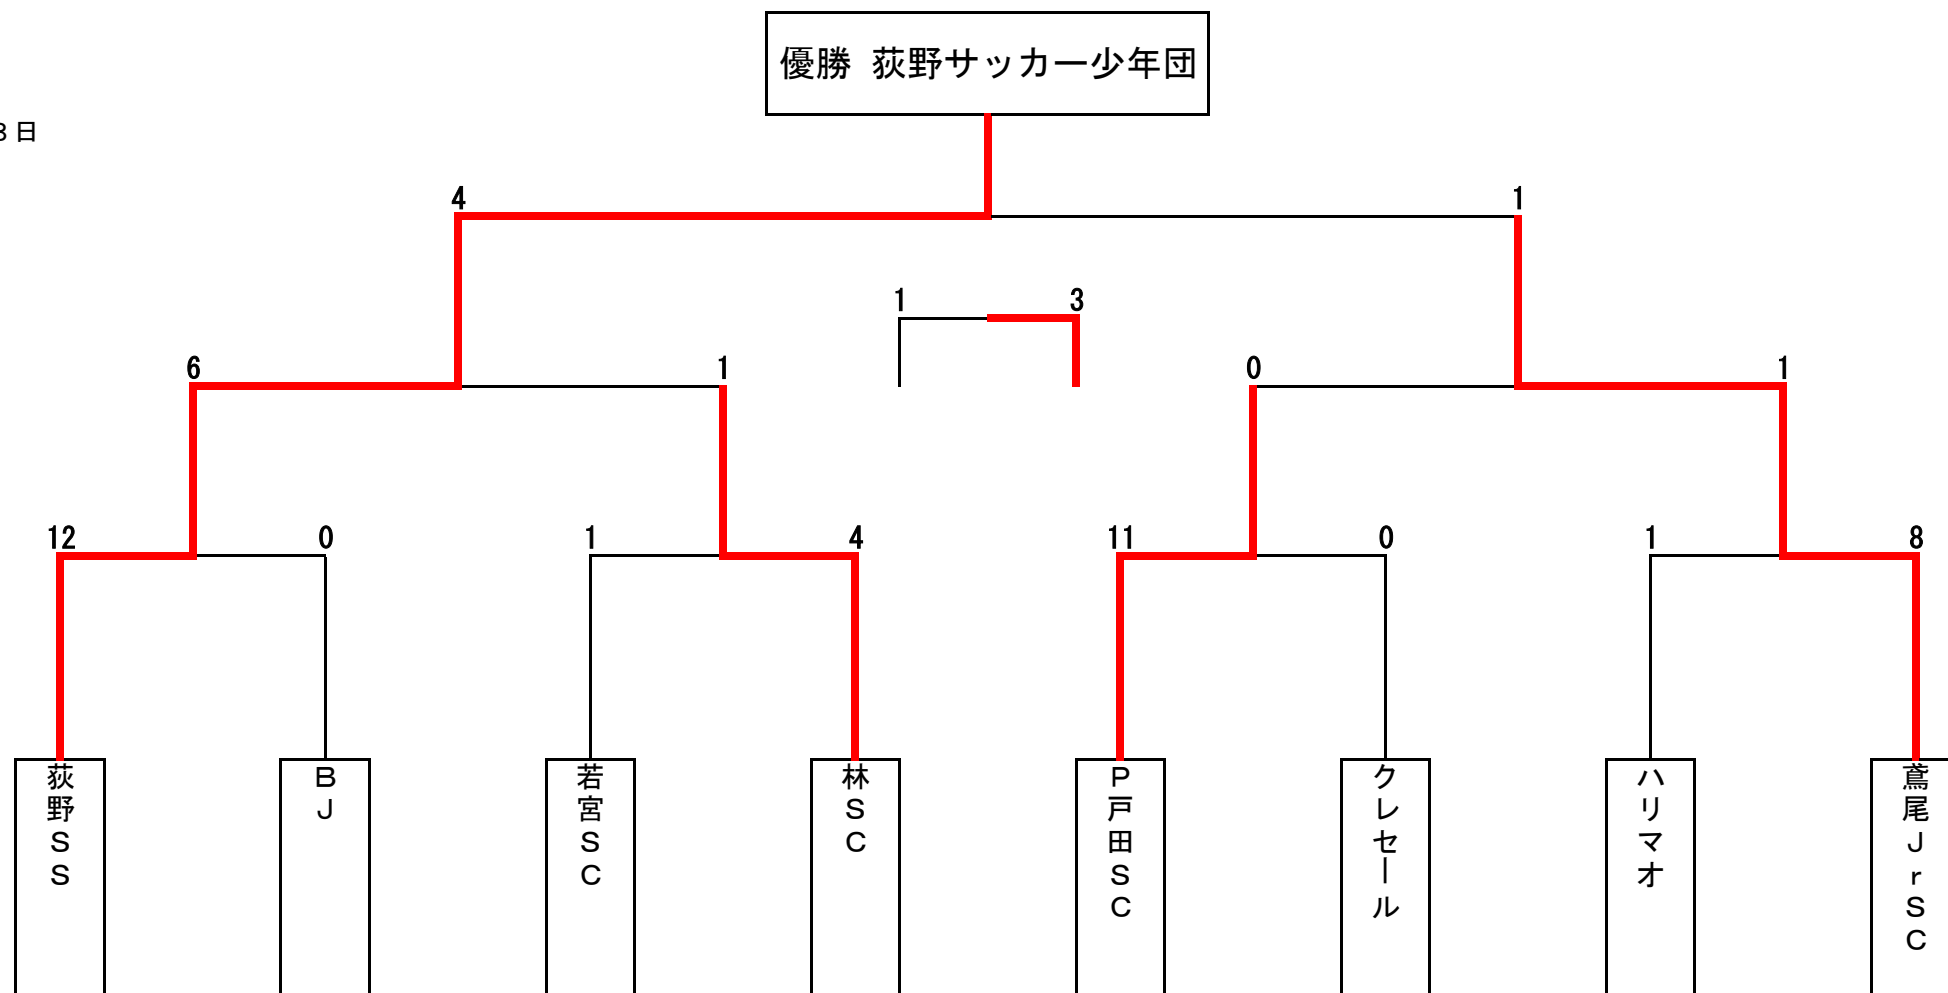 優勝 荻野サッカー少年団
日
4 1
1 3
6 1 0 1
12 0 1 4 11 0 1 8
荻野SS
BJ
若宮SC
林SC
P戸田SC
クレセール
ハリマオ
鳶尾JrSC